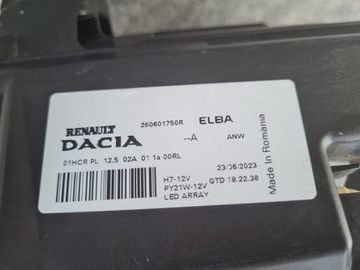 260601750R ELBA
RENAULT
DACIA --A ANW
01HCR PL 12,5 02A 01 1a 00RL
23/06/2023
H7-12V GTD 18.22.38
PY21W-12V
LED ARRAY
Made in Romania